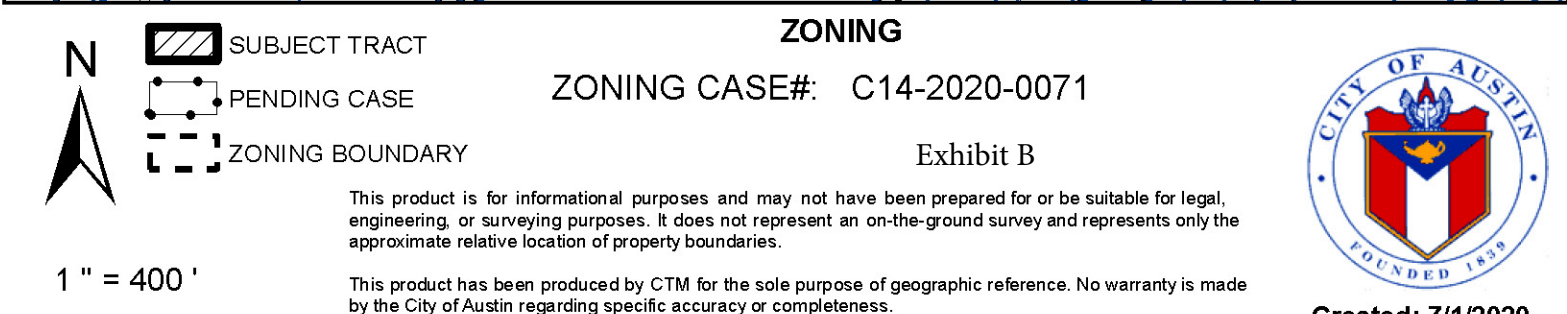 ZONING
N
SUBJECT TRACT
ZONING CASE#: C14-2020-0071
PENDING CASE
ZONING BOUNDARY
Exhibit B
This product is for informational purposes and may not have been prepared for or be suitable for legal,
engineering, or surveying purposes. It does not represent an on-the-ground survey and represents only the
approximate relative location of property boundaries.
1 " = 400 '
This product has been produced by CTM for the sole purpose of geographic reference. No warranty is made
by the City of Austin regarding specific accuracy or completeness.
CITY OF AUSTIN
FOUNDED 1839
Created: 7/1/2020